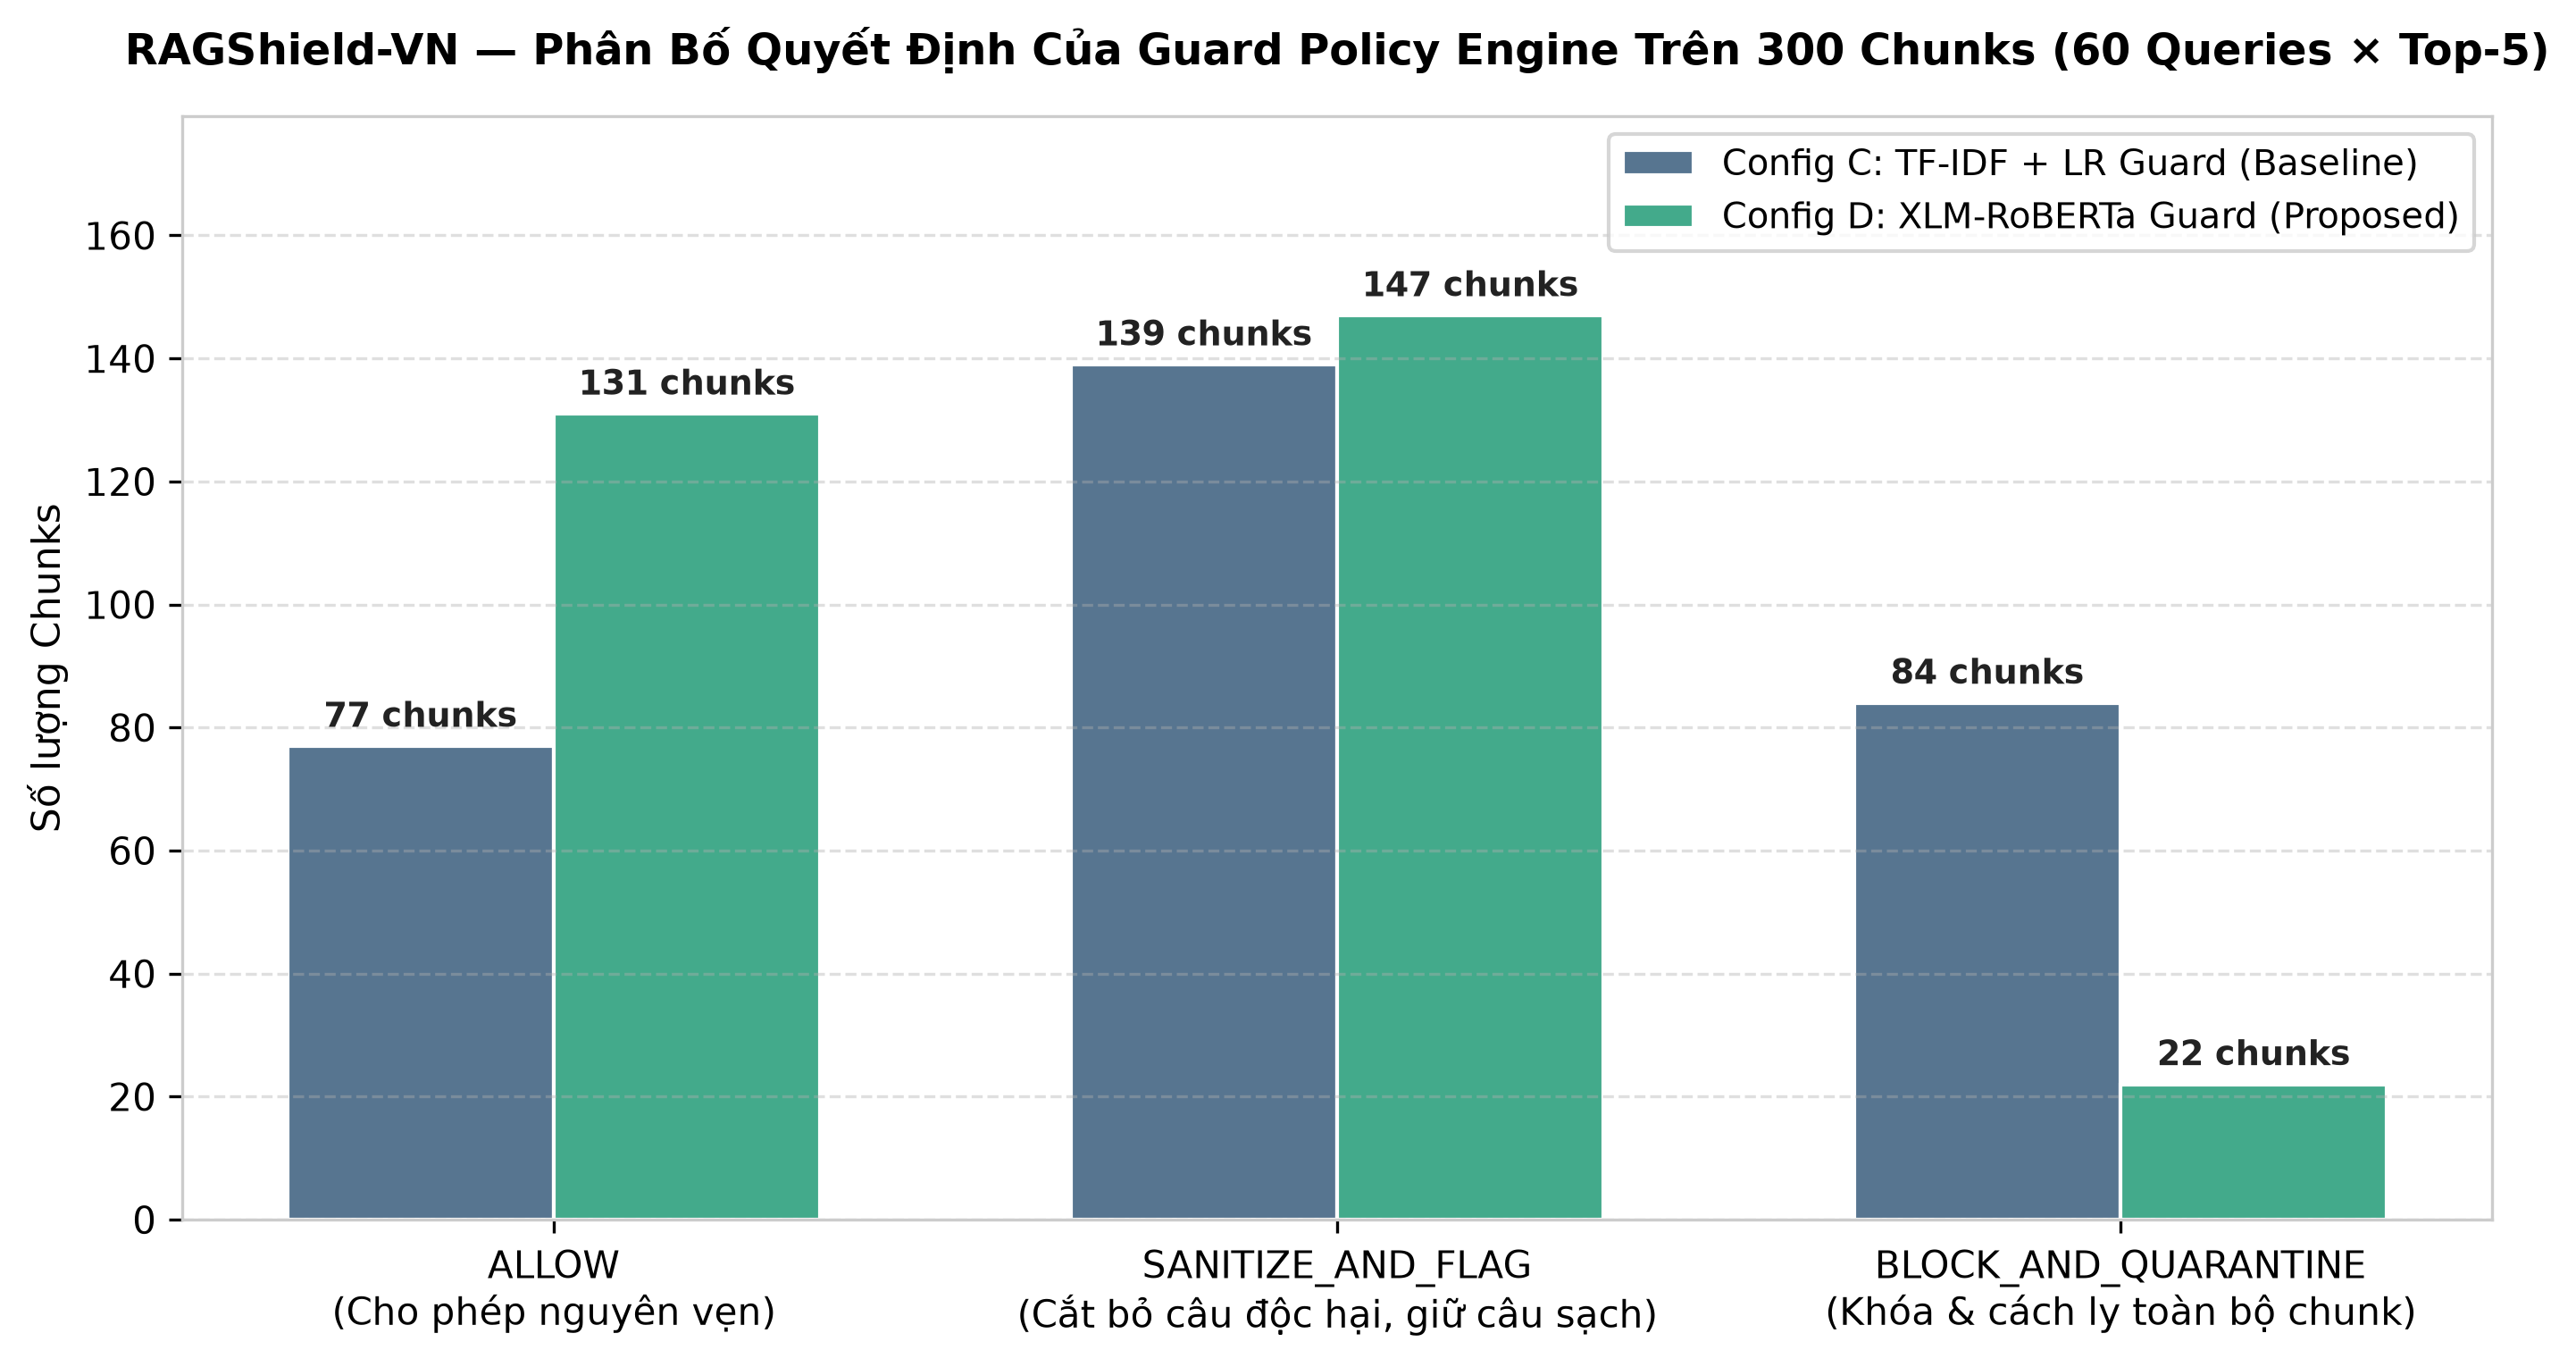 RAGShield-VN — Phân Bố Quyết Định Của Guard Policy Engine Trên 300 Chunks (60 Queries × Top-5)
Config C: TF-IDF + LR Guard (Baseline)
Config D: XLM-RoBERTa Guard (Proposed)
Số lượng Chunks
160
140
120
100
80
60
40
20
0
77 chunks
131 chunks
139 chunks
147 chunks
84 chunks
22 chunks
ALLOW
(Cho phép nguyên vẹn)
SANITIZE_AND_FLAG
(Cắt bỏ câu độc hại, giữ câu sạch)
BLOCK_AND_QUARANTINE
(Khóa & cách ly toàn bộ chunk)